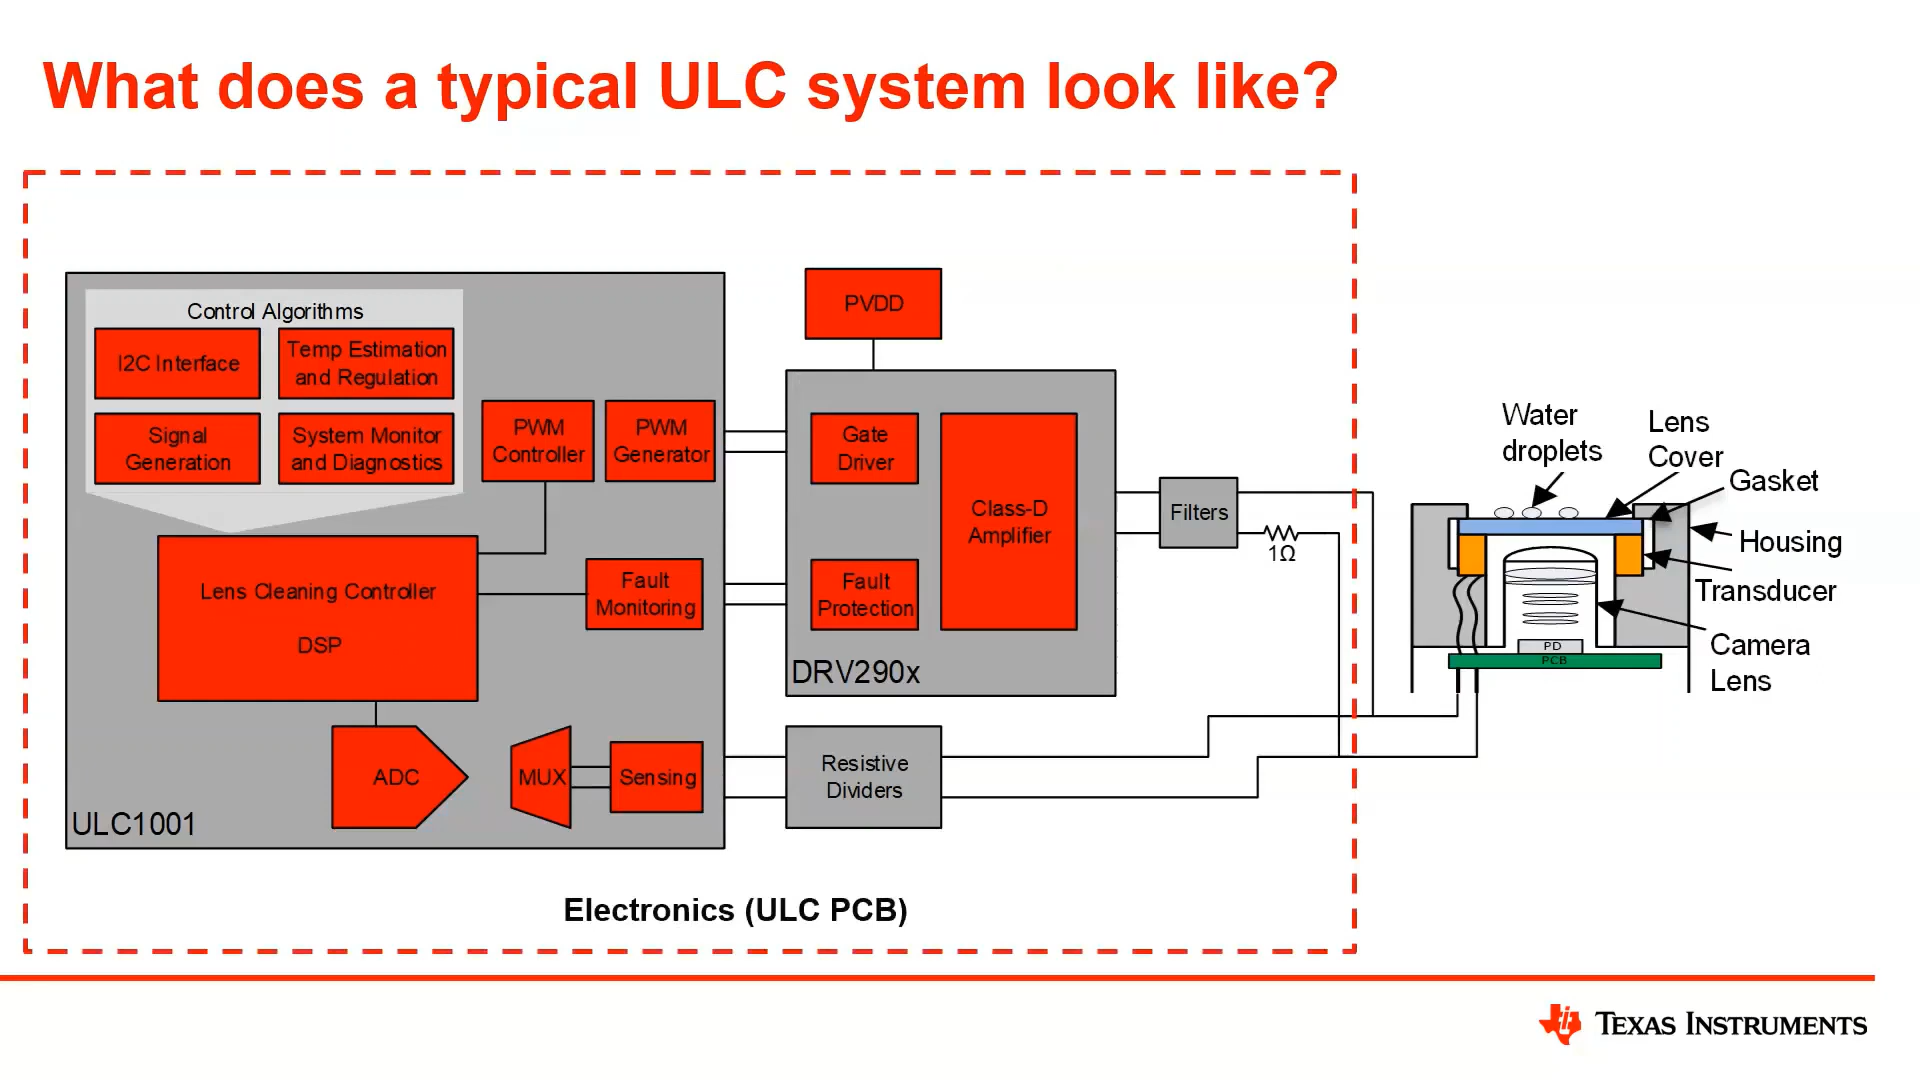 What does a typical ULC system look like?
Control Algorithms
I2C Interface
Temp Estimation
and Regulation
Signal
Generation
System Monitor
and Diagnostics
PWM
Controller
PWM
Generator
Lens Cleaning Controller
DSP
Fault
Monitoring
ADC
MUX
Sensing
ULC1001
PVDD
Gate
Driver
Class-D
Amplifier
Fault
Protection
DRV290x
Resistive
Dividers
Filters
1Ω
Electronics (ULC PCB)
Water
droplets
Lens
Cover
Gasket
Housing
Transducer
Camera
Lens
PD
PCB
TEXAS INSTRUMENTS